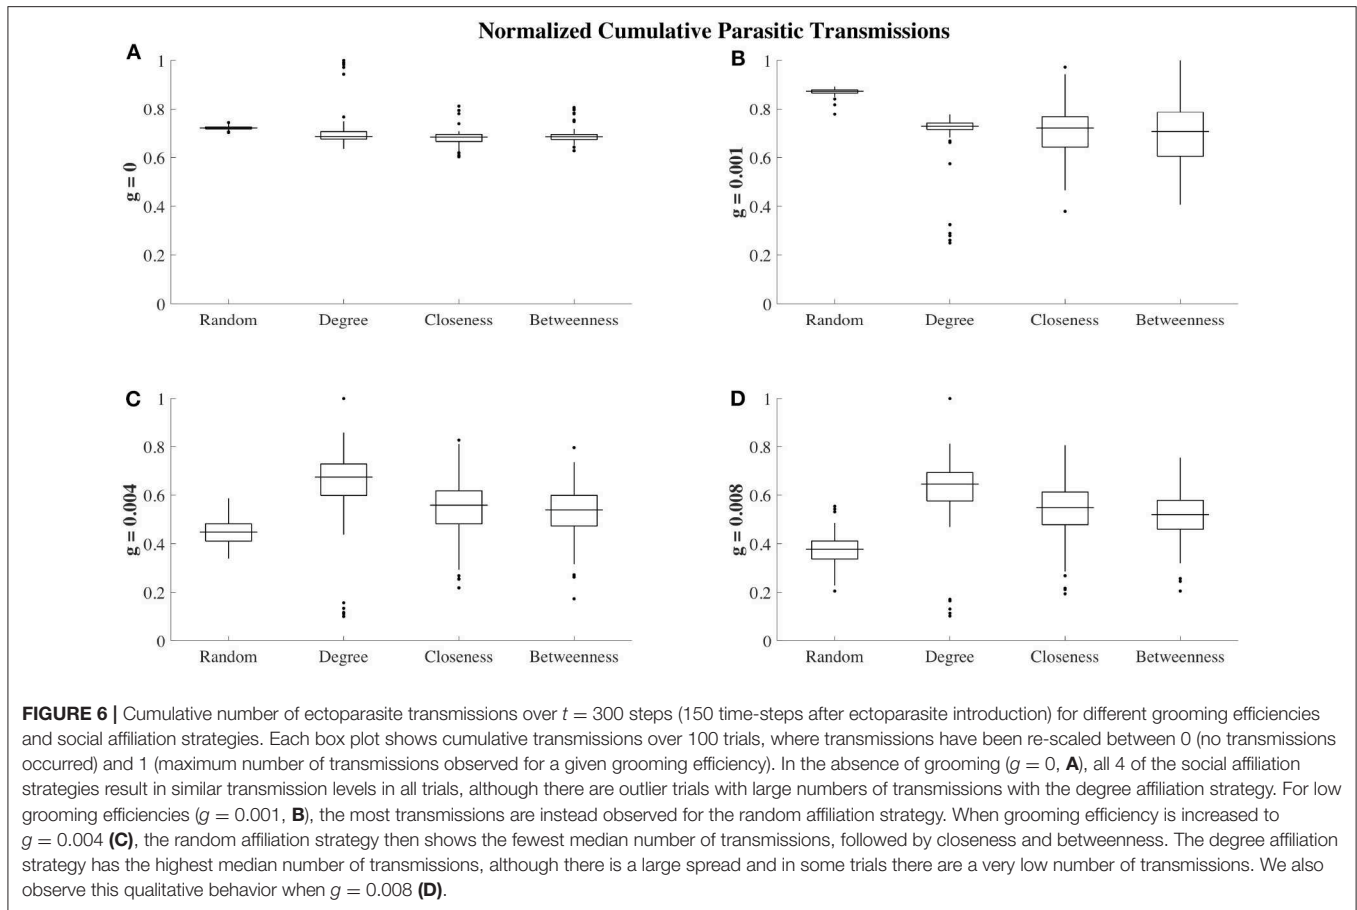 Normalized Cumulative Parasitic Transmissions
A
1
0.8
0.6
0.4
0.2
0
g = 0
Random Degree Closeness Betweenness
B
1
0.8
0.6
0.4
0.2
0
g = 0.001
Random Degree Closeness Betweenness
C
1
0.8
0.6
0.4
0.2
0
g = 0.004
Random Degree Closeness Betweenness
D
1
0.8
0.6
0.4
0.2
0
g = 0.008
Random Degree Closeness Betweenness
FIGURE 6 | Cumulative number of ectoparasite transmissions over t = 300 steps (150 time-steps after ectoparasite introduction) for different grooming efficiencies
and social affiliation strategies. Each box plot shows cumulative transmissions over 100 trials, where transmissions have been re-scaled between 0 (no transmissions
occurred) and 1 (maximum number of transmissions observed for a given grooming efficiency). In the absence of grooming (g = 0, A), all 4 of the social affiliation
strategies result in similar transmission levels in all trials, although there are outlier trials with large numbers of transmissions with the degree affiliation strategy. For low
grooming efficiencies (g = 0.001, B), the most transmissions are instead observed for the random affiliation strategy. When grooming efficiency is increased to
g = 0.004 (C), the random affiliation strategy then shows the fewest median number of transmissions, followed by closeness and betweenness. The degree affiliation
strategy has the highest median number of transmissions, although there is a large spread and in some trials there are a very low number of transmissions. We also
observe this qualitative behavior when g = 0.008 (D).